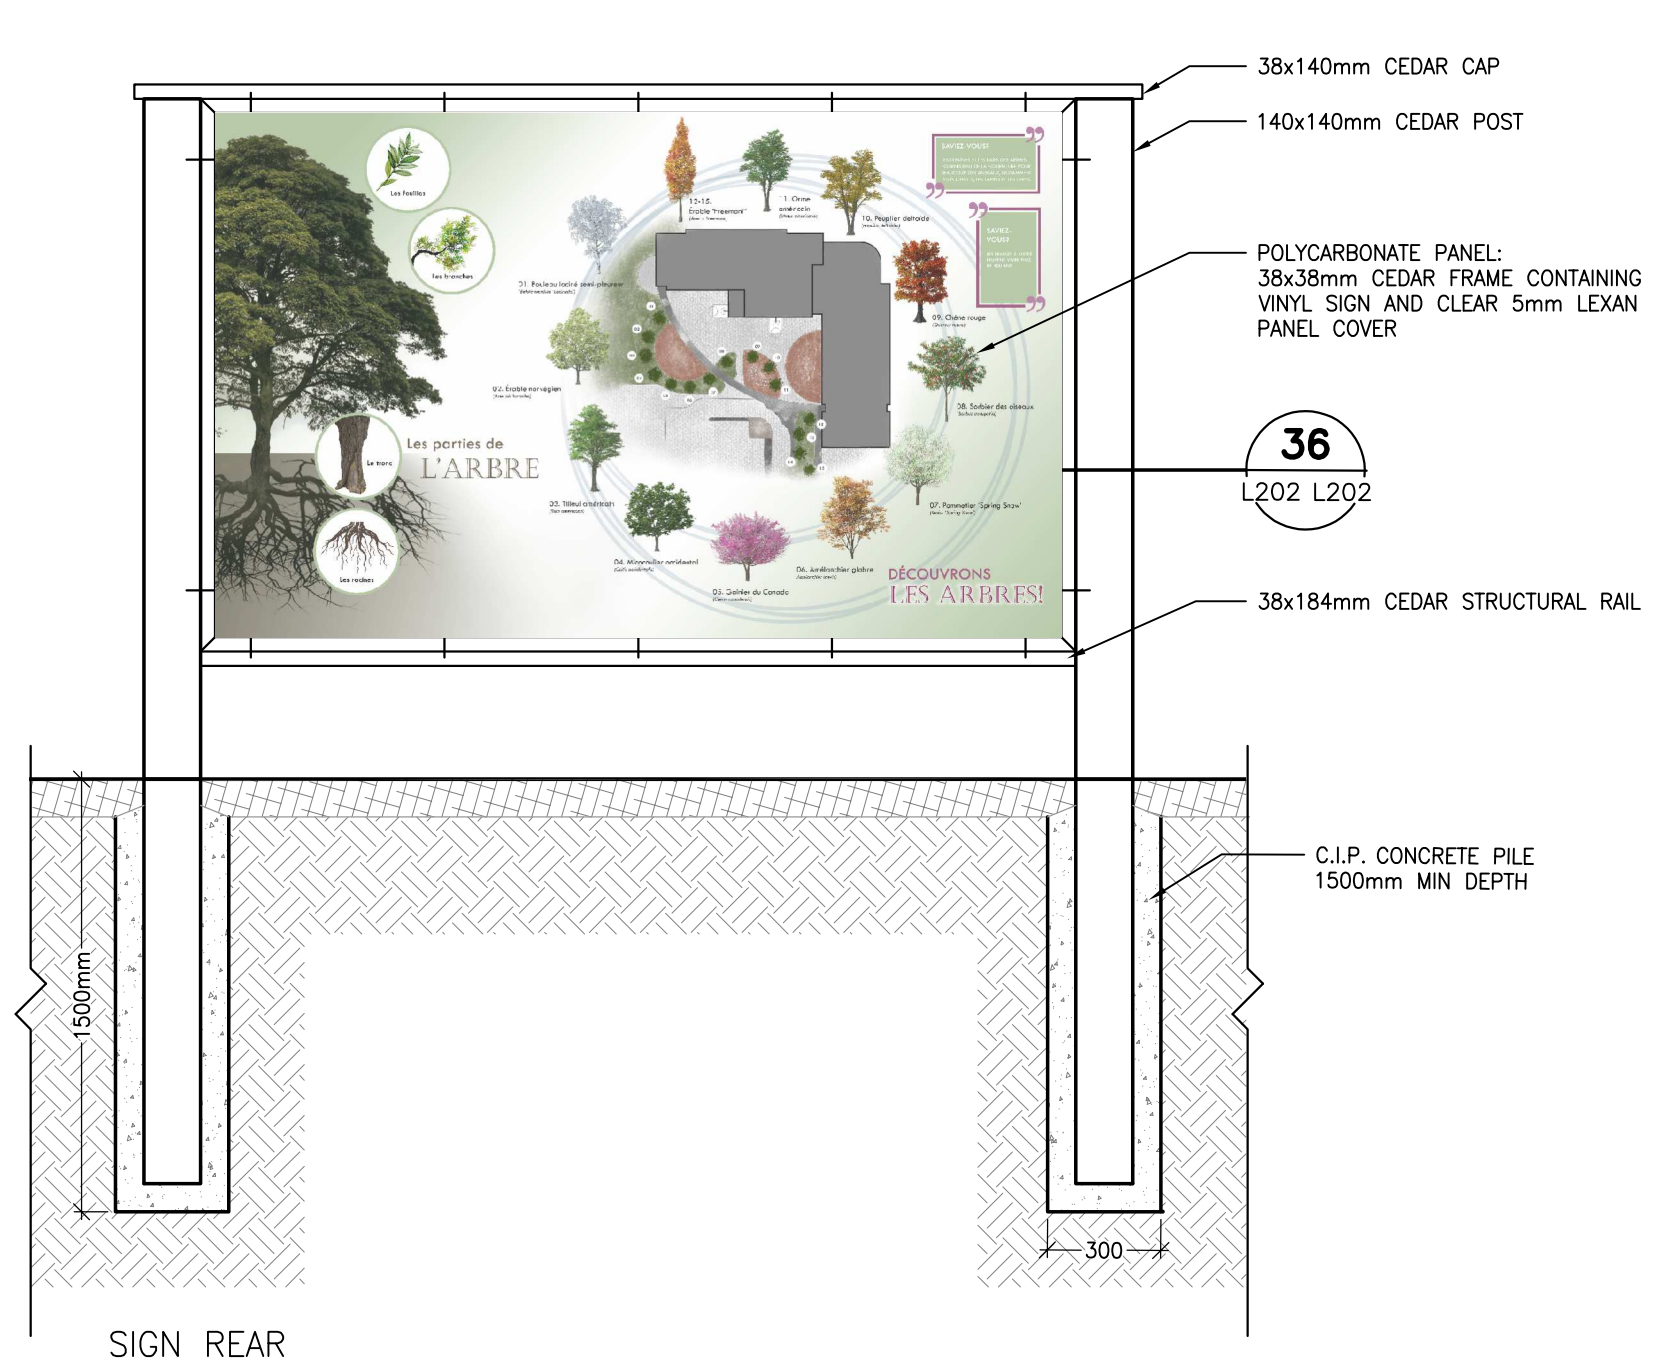 38x140mm CEDAR CAP
140x140mm CEDAR POST
POLYCARBONATE PANEL:
38x38mm CEDAR FRAME CONTAINING
VINYL SIGN AND CLEAR 5mm LEXAN
PANEL COVER
36
L202 L202
38x184mm CEDAR STRUCTURAL RAIL
C.I.P. CONCRETE PILE
1500mm MIN DEPTH
1500mm
300
SIGN REAR
Les feuilles
Les branches
Le tronc
Les racines
Les parties de
L'ARBRE
12-15.
Érable "Freemanii"
11. Orme
américain
10. Peuplier deltoïde
09. Chêne rouge
08. Sorbier des oiseaux
07. Pommetier 'Spring Snow'
06. Amélanchier glabre
05. Gainier du Canada
04. Micocoulier occidental
03. Tilleul américain
02. Érable norvégien
01. Bouleau lacinié semi-pleureur
SAVIEZ-VOUS?
SAVIEZ-
VOUS?
DÉCOUVRONS
LES ARBRES!